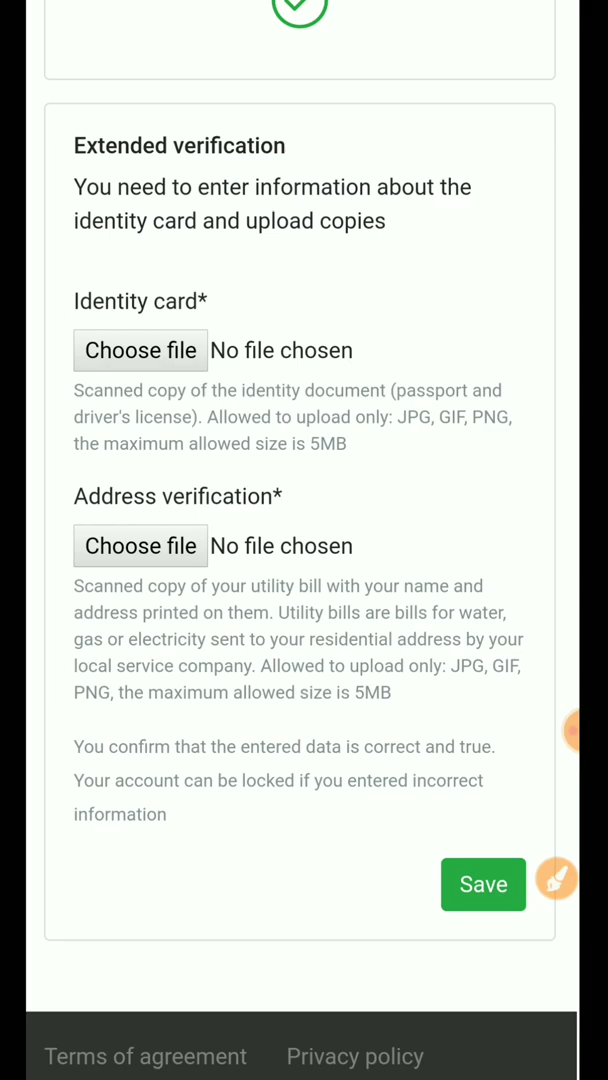 Extended verification
You need to enter information about the
identity card and upload copies
Identity card*
Choose file No file chosen
Scanned copy of the identity document (passport and
driver's license). Allowed to upload only: JPG, GIF, PNG,
the maximum allowed size is 5MB
Address verification*
Choose file No file chosen
Scanned copy of your utility bill with your name and
address printed on them. Utility bills are bills for water,
gas or electricity sent to your residential address by your
local service company. Allowed to upload only: JPG, GIF,
PNG, the maximum allowed size is 5MB
You confirm that the entered data is correct and true.
Your account can be locked if you entered incorrect
information
Save
Terms of agreement Privacy policy